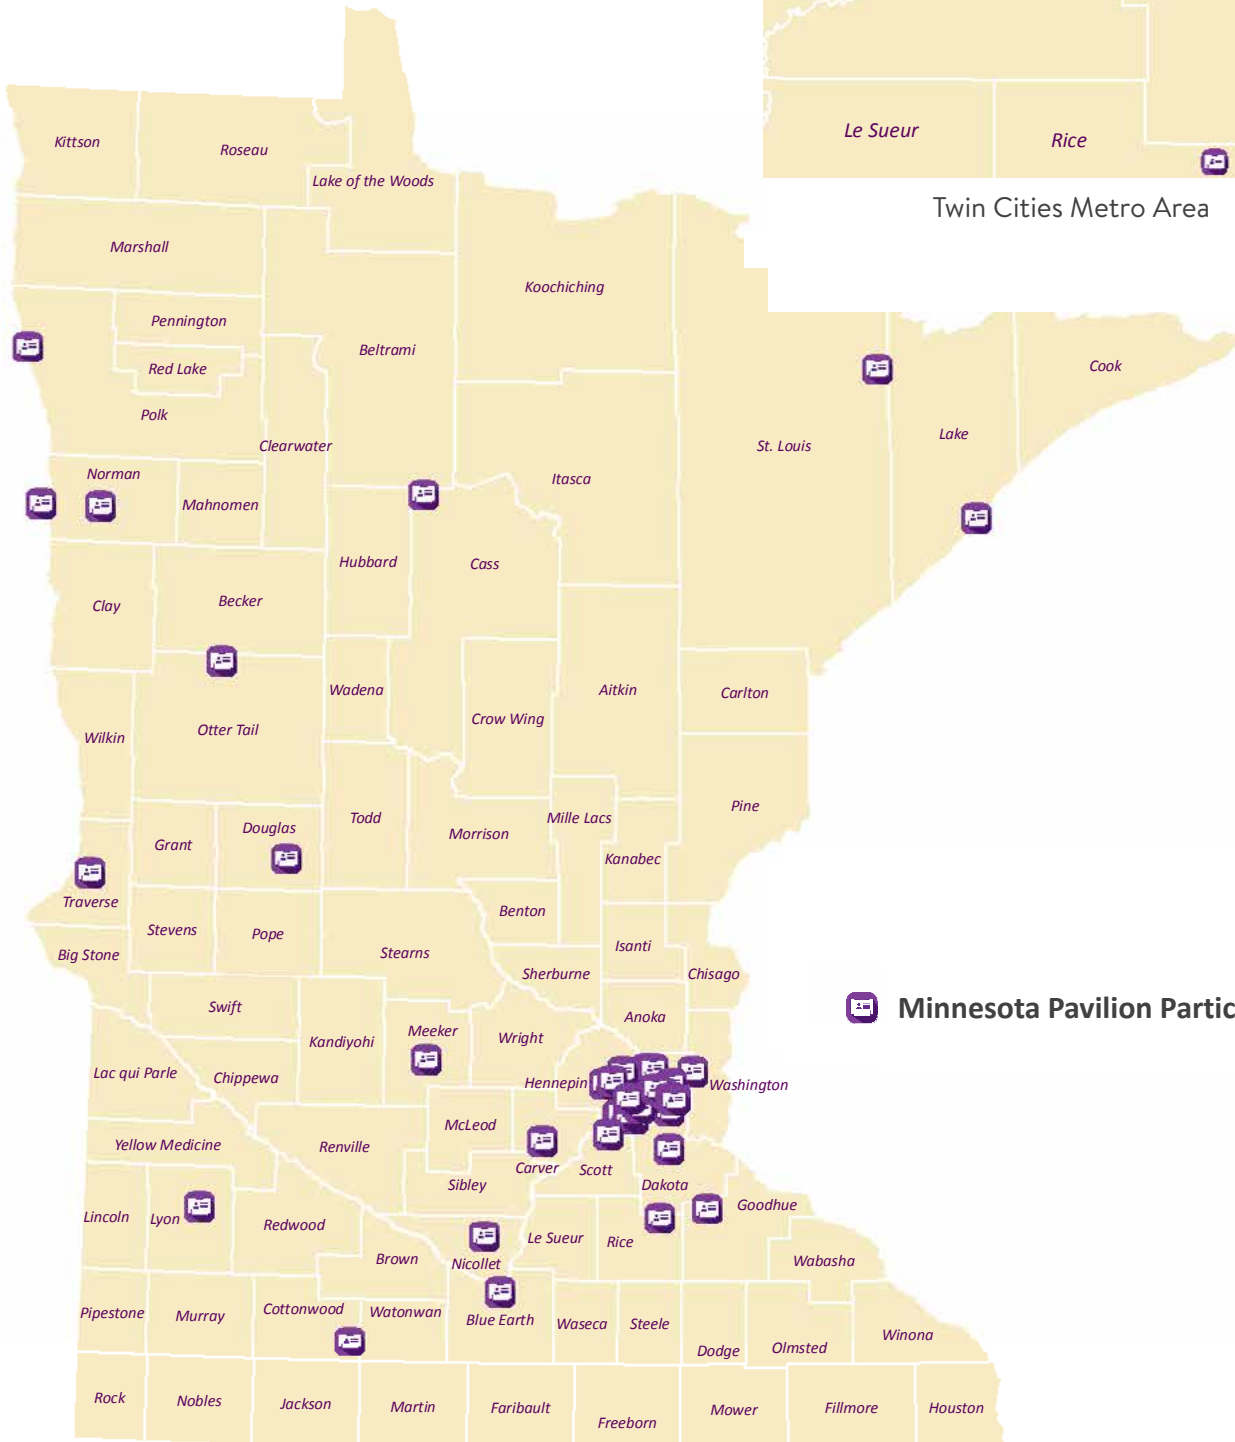 Le Sueur
Rice
Twin Cities Metro Area
Kittson
Roseau
Lake of the Woods
Marshall
Koochiching
Pennington
Beltrami
Red Lake
Cook
Polk
Clearwater
St. Louis
Lake
Norman
Mahnomen
Itasca
Hubbard
Cass
Clay
Becker
Wadena
Aitkin
Carlton
Crow Wing
Otter Tail
Wilkin
Pine
Todd
Mille Lacs
Douglas
Morrison
Grant
Kanabec
Traverse
Benton
Stevens
Pope
Isanti
Stearns
Big Stone
Sherburne
Chisago
Swift
Anoka
Minnesota Pavilion Partic
Meeker
Wright
Kandiyohi
Lac qui Parle
Chippewa
Hennepin
Washington
McLeod
Yellow Medicine
Renville
Carver
Scott
Sibley
Dakota
Goodhue
Lincoln
Lyon
Redwood
Le Sueur
Rice
Brown
Nicollet
Wabasha
Pipestone
Murray
Cottonwood
Watonwan
Blue Earth
Waseca
Steele
Dodge
Olmsted
Winona
Rock
Nobles
Jackson
Martin
Faribault
Freeborn
Mower
Fillmore
Houston